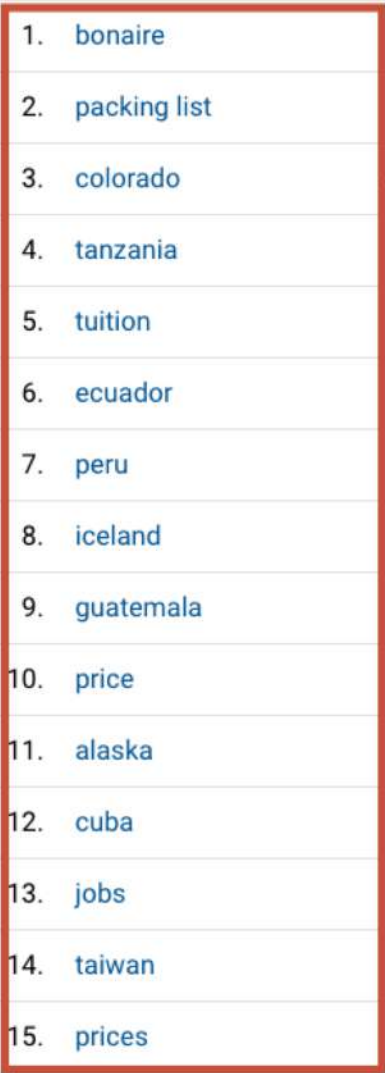 1. bonaire
2. packing list
3. colorado
4. tanzania
5. tuition
6. ecuador
7. peru
8. iceland
9. guatemala
10. price
11. alaska
12. cuba
13. jobs
14. taiwan
15. prices